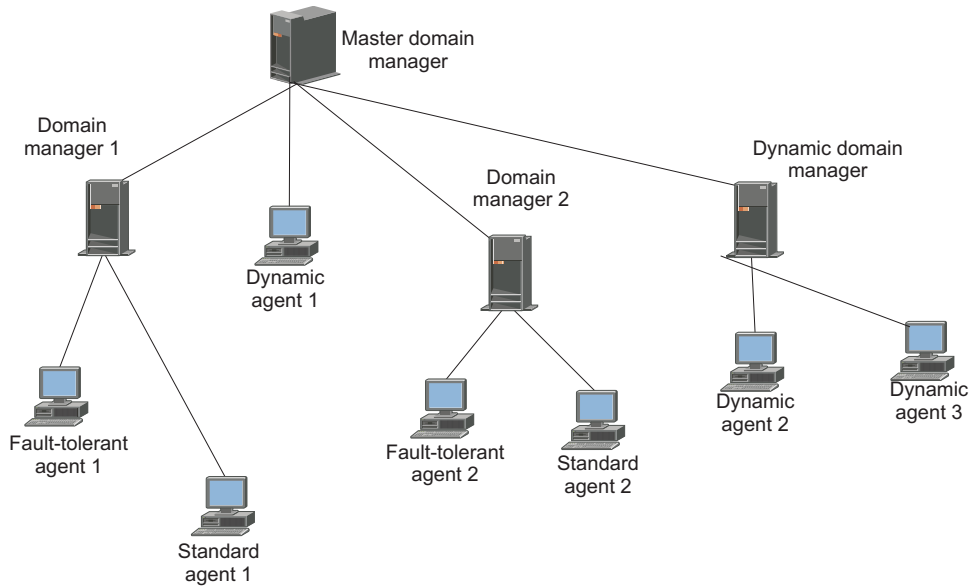 Master domain
manager
Domain
manager 1
Dynamic domain
manager
Domain
manager 2
Dynamic
agent 1
Fault-tolerant
agent 1
Standard
agent 1
Fault-tolerant
agent 2
Standard
agent 2
Dynamic
agent 2
Dynamic
agent 3